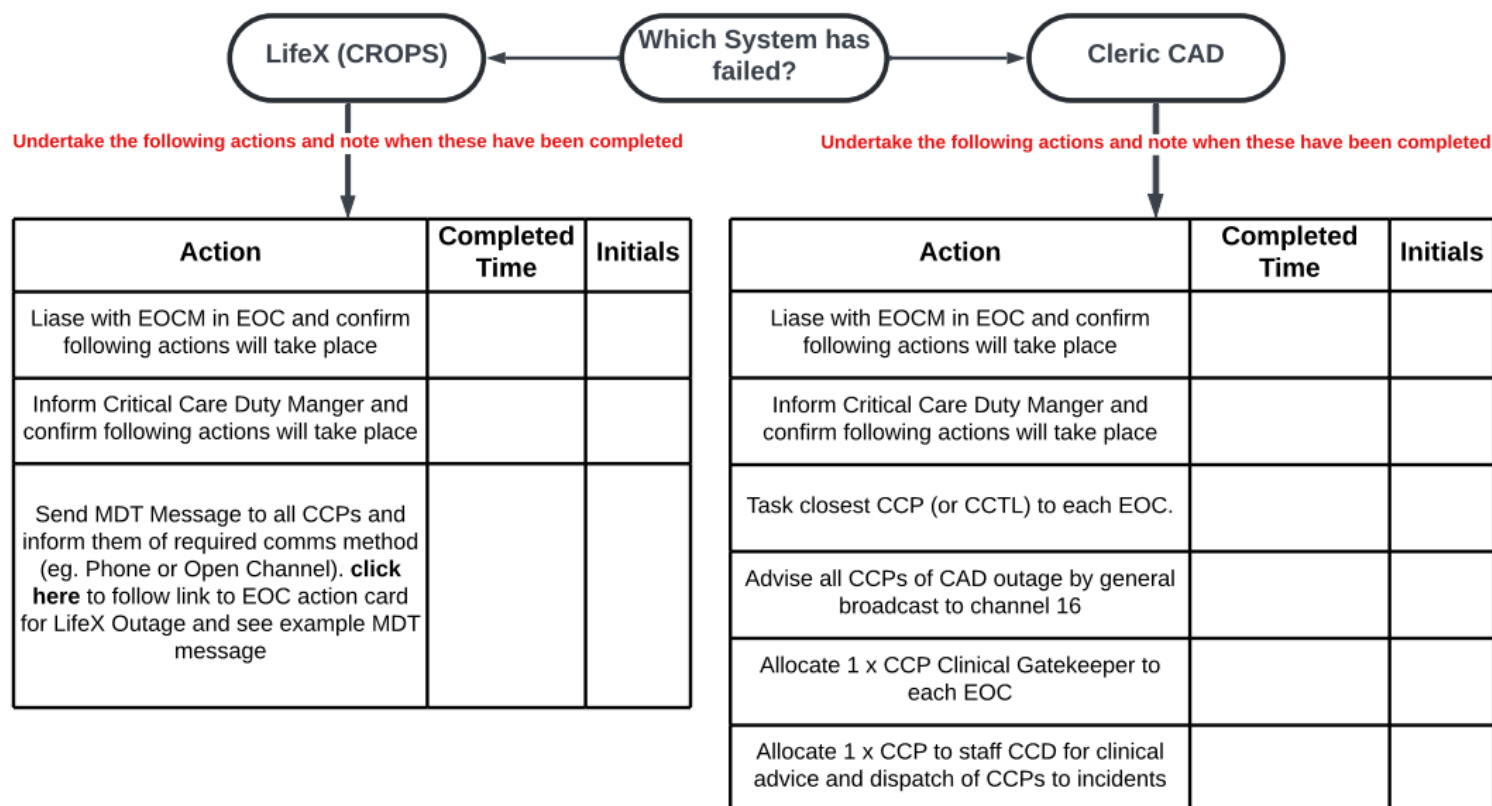 LifeX (CROPS)
Which System has
failed?
Cleric CAD
Undertake the following actions and note when these have been completed
Undertake the following actions and note when these have been completed
Action
Completed
Time
Initials
Liase with EOCM in EOC and confirm
following actions will take place
Inform Critical Care Duty Manger and
confirm following actions will take place
Send MDT Message to all CCPs and
inform them of required comms method
(eg. Phone or Open Channel). click
here to follow link to EOC action card
for LifeX Outage and see example MDT
message
Action
Completed
Time
Initials
Liase with EOCM in EOC and confirm
following actions will take place
Inform Critical Care Duty Manger and
confirm following actions will take place
Task closest CCP (or CCTL) to each EOC.
Advise all CCPs of CAD outage by general
broadcast to channel 16
Allocate 1 x CCP Clinical Gatekeeper to
each EOC
Allocate 1 x CCP to staff CCD for clinical
advice and dispatch of CCPs to incidents